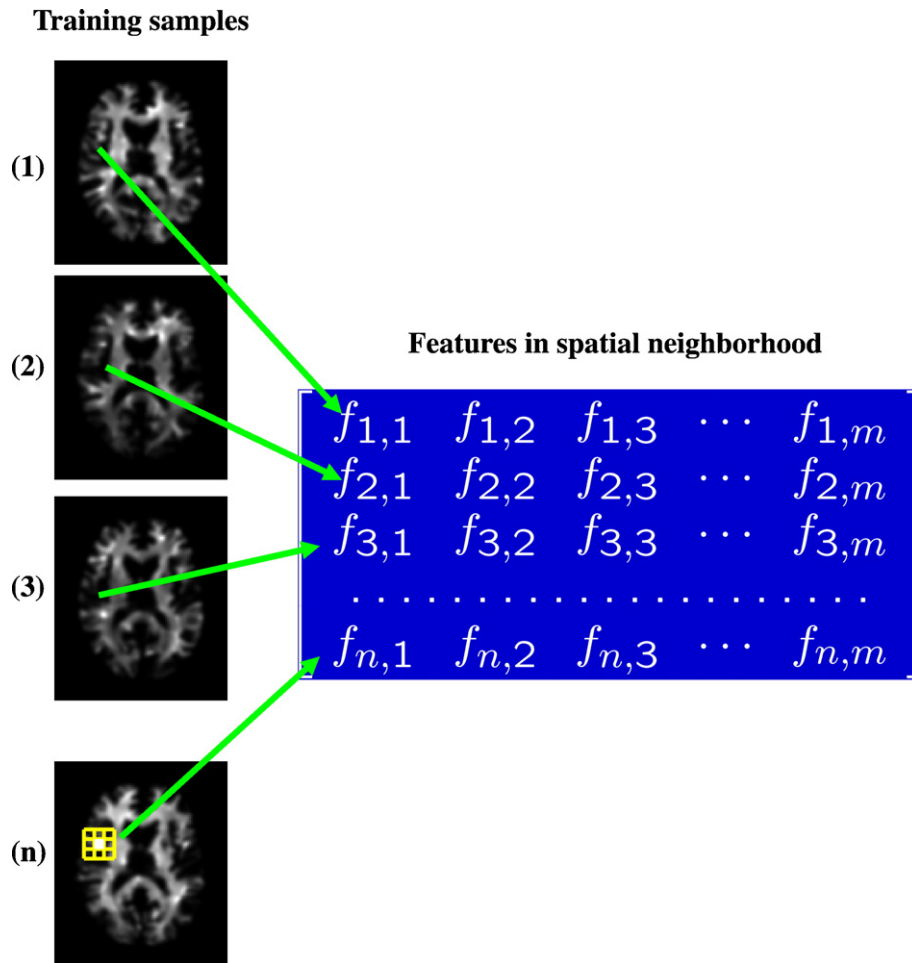 Training samples
(1)
(2)
(3)
(n)
Features in spatial neighborhood
f1,1 f1,2 f1,3 ⋯ f1,m
f2,1 f2,2 f2,3 ⋯ f2,m
f3,1 f3,2 f3,3 ⋯ f3,m
. . . . . . . . . . . . . . . . . . . . . .
fn,1 fn,2 fn,3 ⋯ fn,m